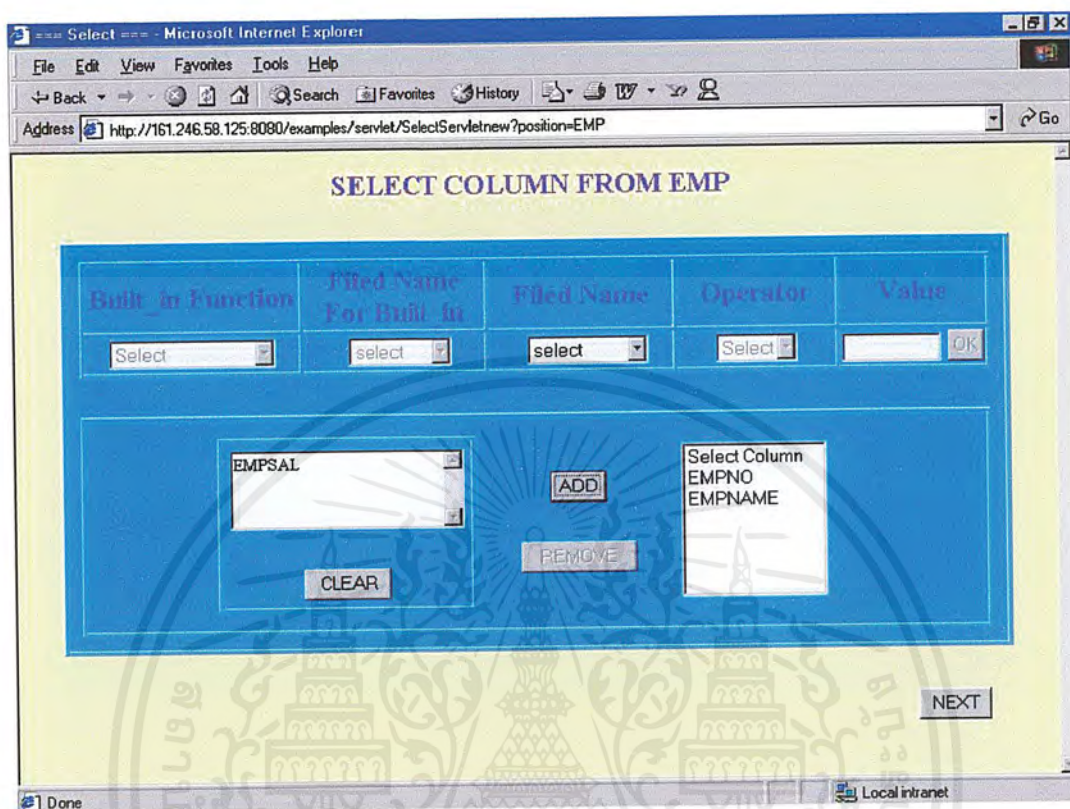 === Select === - Microsoft Internet Explorer
File Edit View Favorites Tools Help
Back Search Favorites History
Address http://161.246.58.125:8080/examples/servlet/SelectServletnew?position=EMP Go
SELECT COLUMN FROM EMP
Built_in Function Filed Name For Built_in Filed Name Operator Value
Select select select Select OK
EMPSAL
ADD
Select Column
EMPNO
EMPNAME
REMOVE
CLEAR
NEXT
Done Local intranet